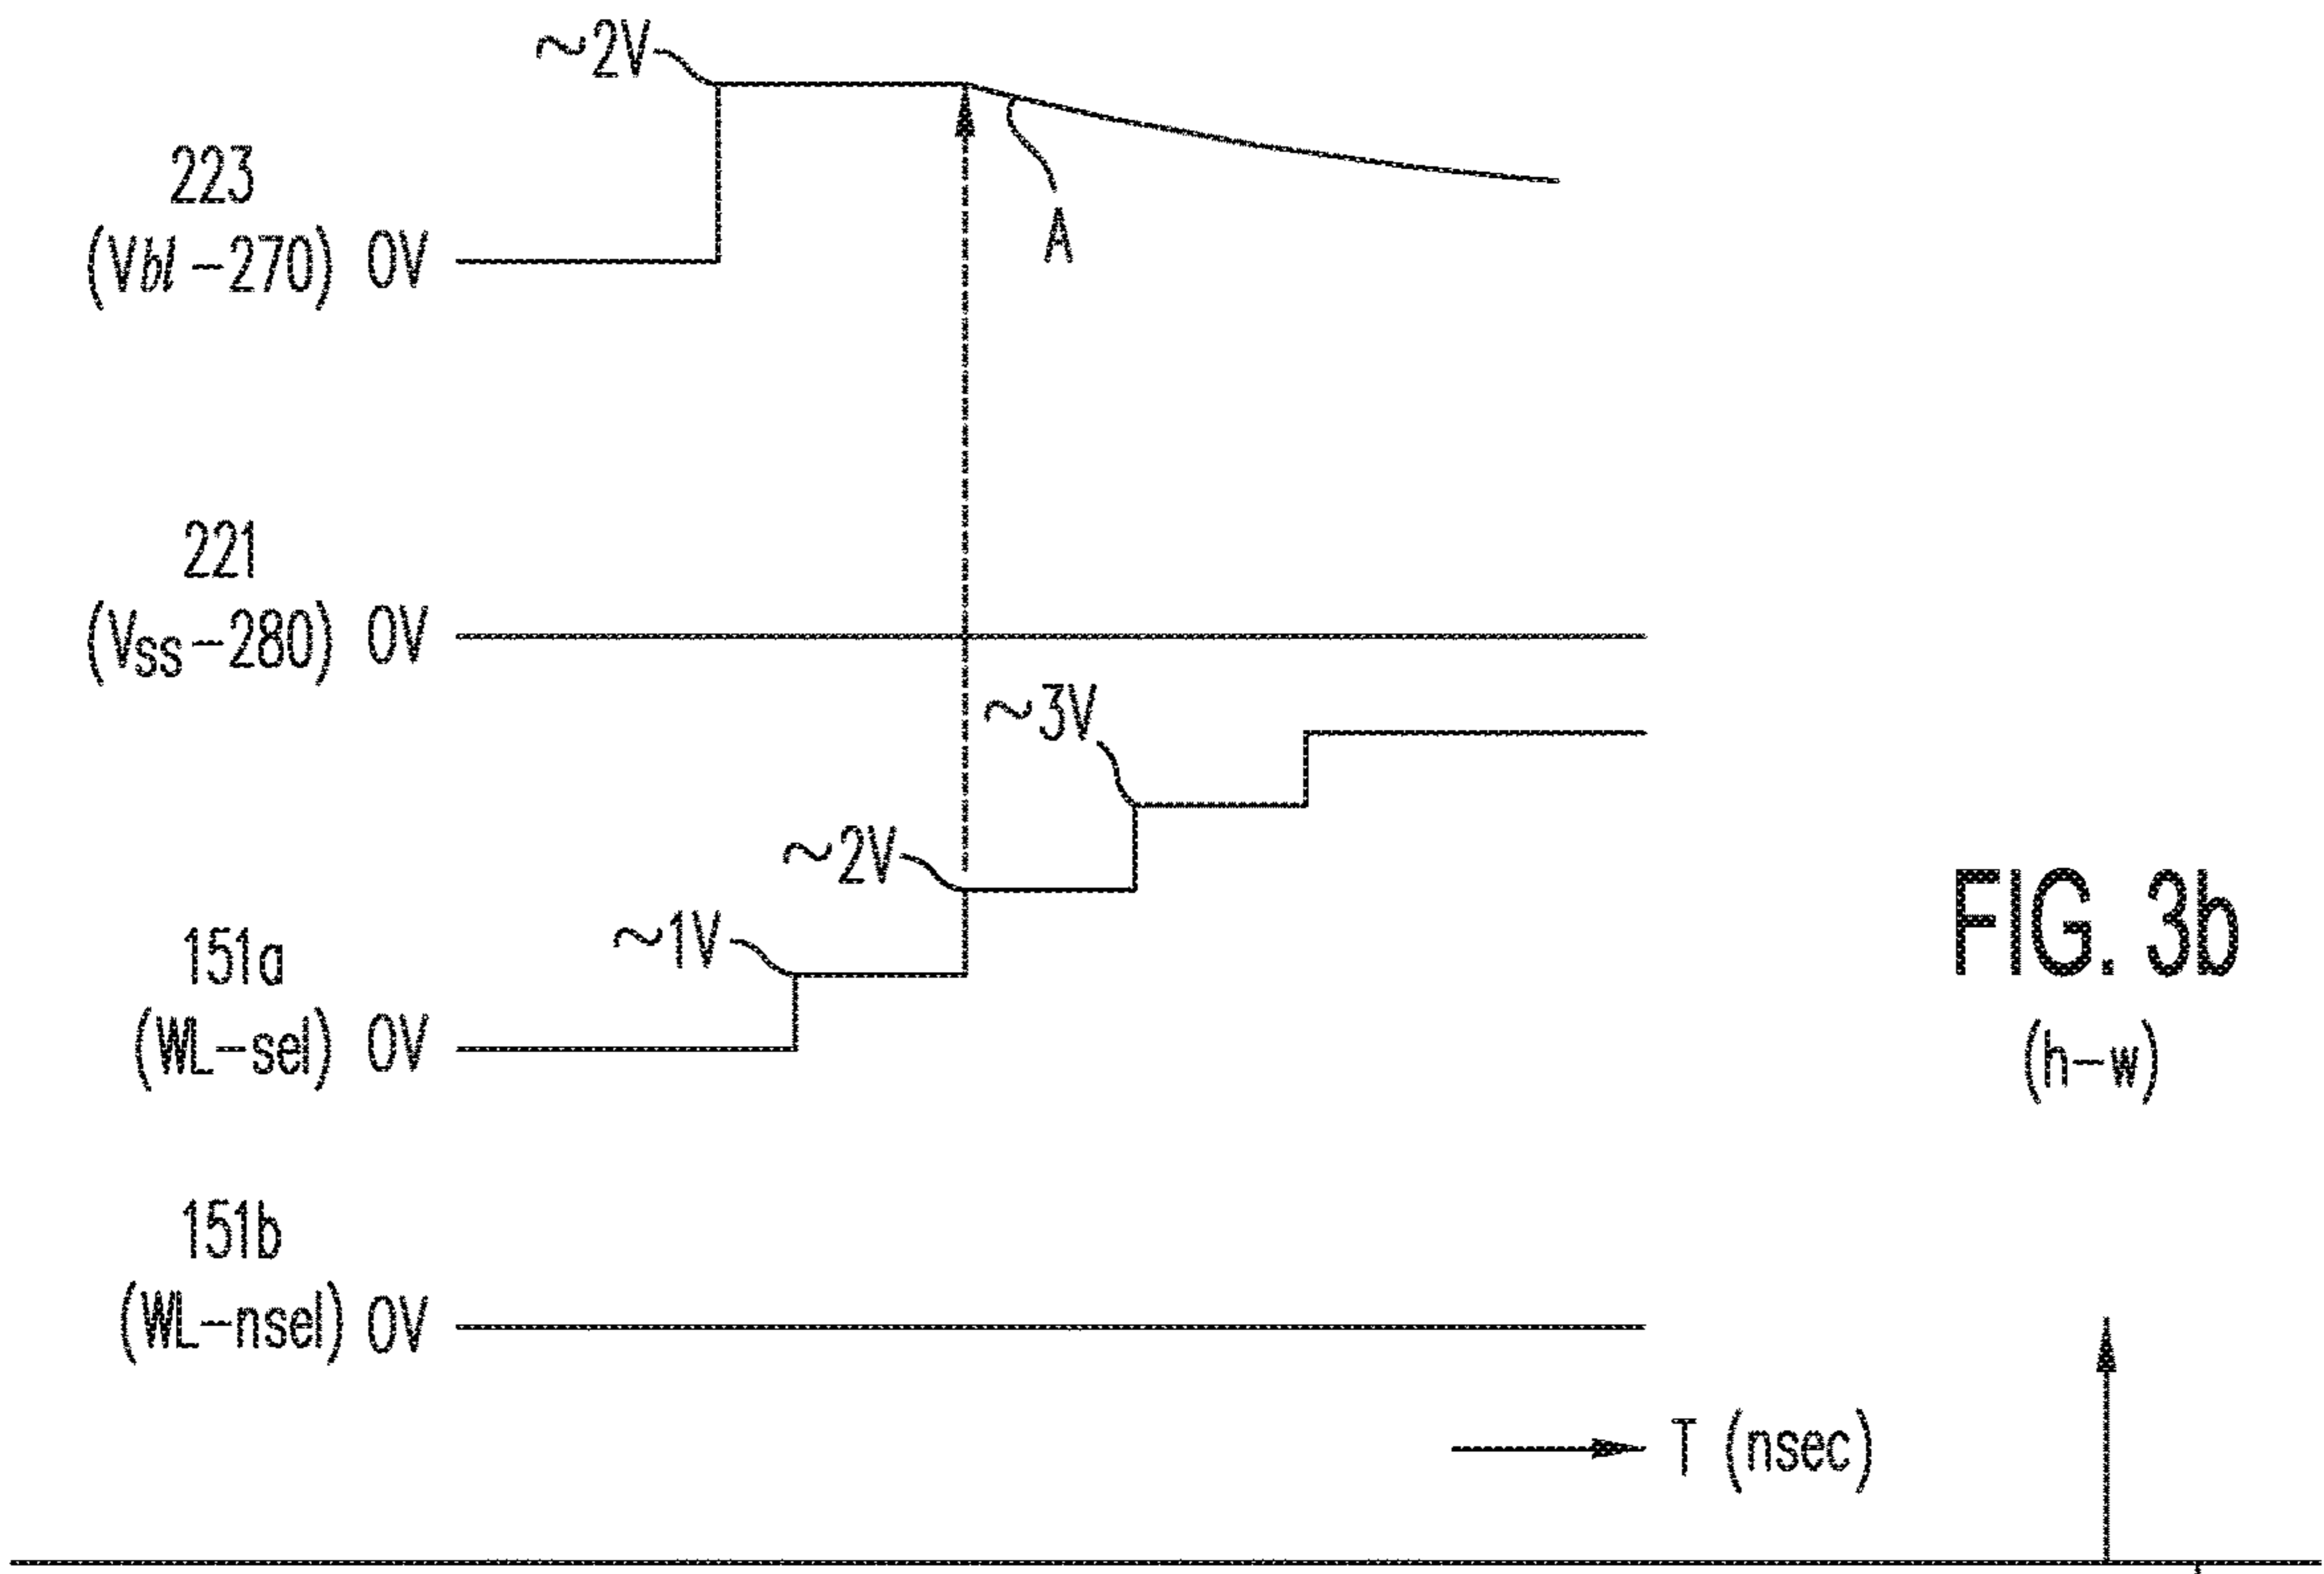 ~2V
223
(Vbl-270) 0V
A
221
(Vss-280) 0V
~3V
~2V
~1V
151a
(WL-sel) 0V
FIG. 3b
(h-w)
151b
(WL-nsel) 0V
T (nsec)